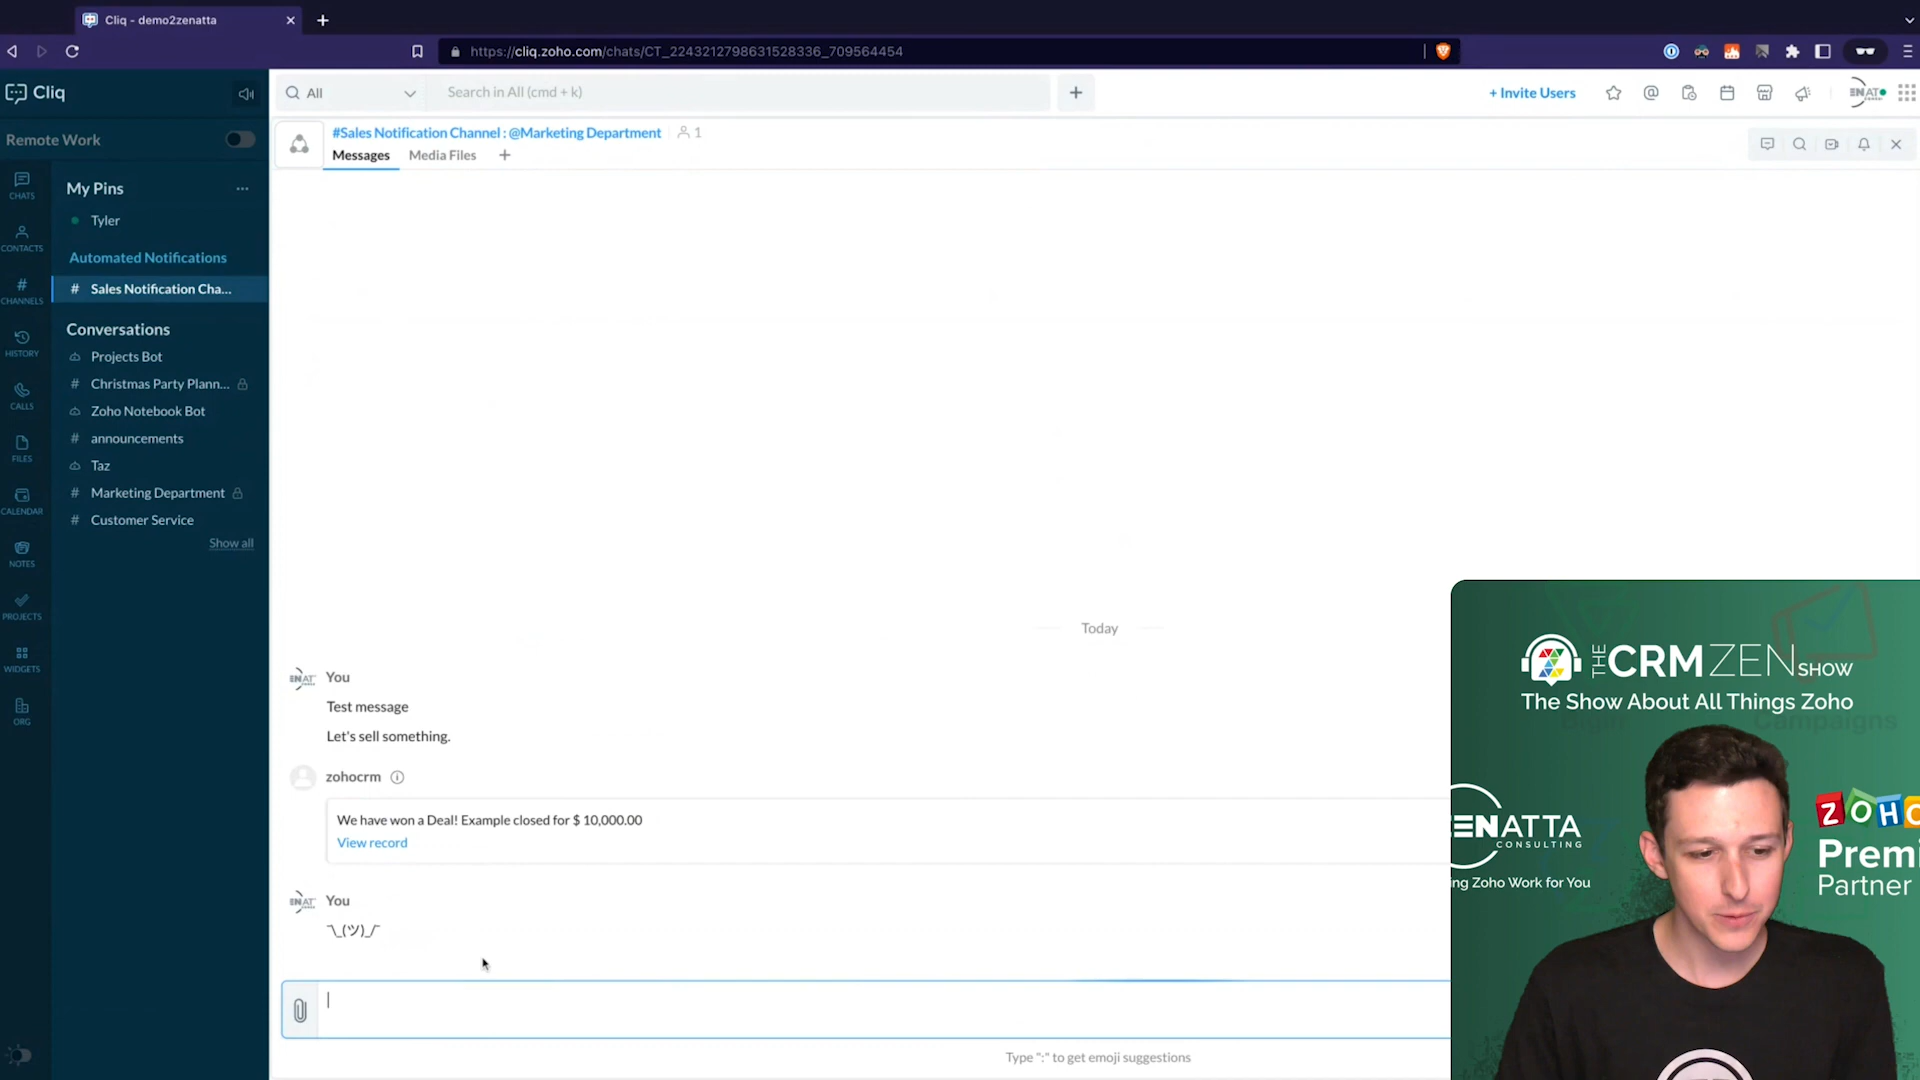 Cliq - demo2zenatta
https://cliq.zoho.com/chats/CT_2243212798631528336_709564454
Cliq
All
Search in All (cmd + k)
+ Invite Users
Remote Work
#Sales Notification Channel : @Marketing Department
1
Messages
Media Files
CHATS
CONTACTS
CHANNELS
HISTORY
CALLS
FILES
CALENDAR
NOTES
PROJECTS
WIDGETS
ORG
My Pins
Tyler
Automated Notifications
# Sales Notification Cha...
Conversations
Projects Bot
# Christmas Party Plann...
Zoho Notebook Bot
# announcements
Taz
# Marketing Department
# Customer Service
Show all
Today
You
Test message
Let's sell something.
zohocrm
We have won a Deal! Example closed for $ 10,000.00
View record
You
¯\_(ツ)_/¯
Type ":" to get emoji suggestions
THE CRM ZEN SHOW
The Show About All Things Zoho
Campaigns
ENATTA
CONSULTING
ng Zoho Work for You
ZOHO
Premi
Partner